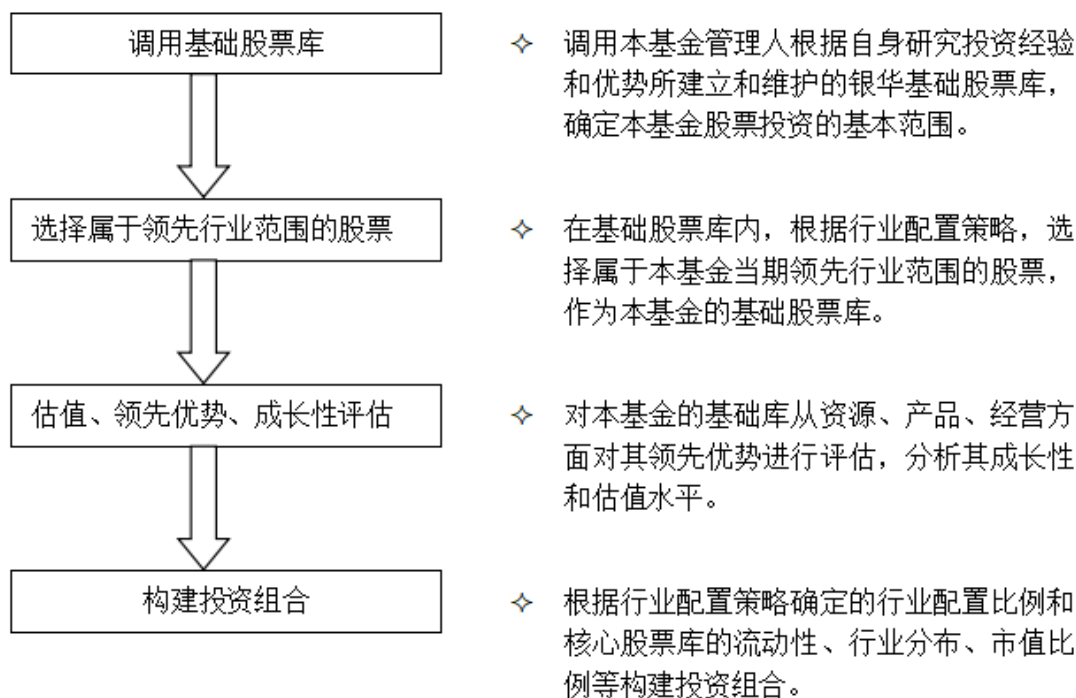 调用基础股票库
✧ 调用本基金管理人根据自身研究投资经验
和优势所建立和维护的银华基础股票库，
确定本基金股票投资的基本范围。
选择属于领先行业范围的股票
✧ 在基础股票库内，根据行业配置策略，选
择属于本基金当期领先行业范围的股票，
作为本基金的基础股票库。
估值、领先优势、成长性评估
✧ 对本基金的基础库从资源、产品、经营方
面对其领先优势进行评估，分析其成长性
和估值水平。
构建投资组合
✧ 根据行业配置策略确定的行业配置比例和
核心股票库的流动性、行业分布、市值比
例等构建投资组合。